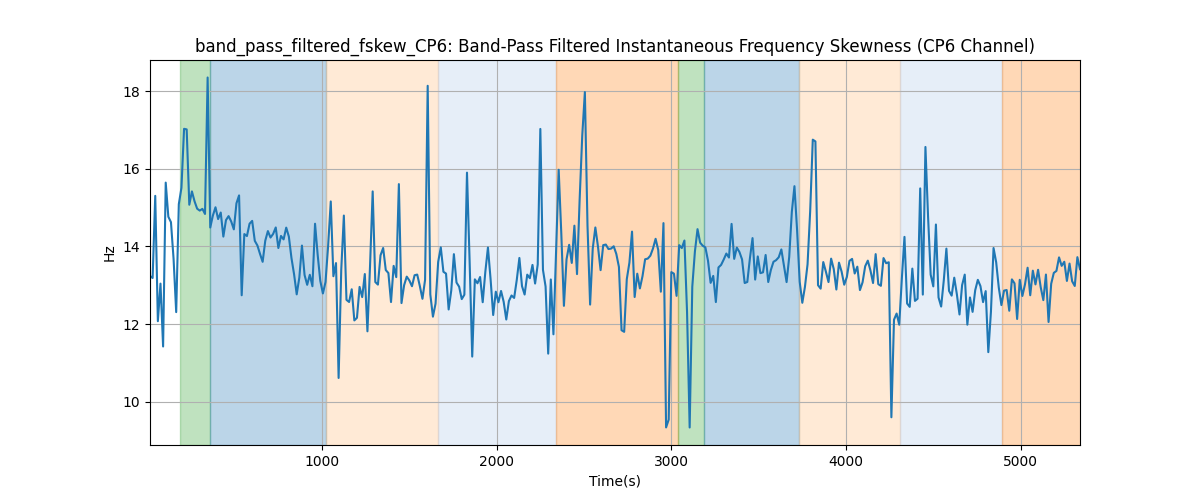 band_pass_filtered_fskew_CP6: Band-Pass Filtered Instantaneous Frequency Skewness (CP6 Channel)
18
16
14
12
10
Hz
1000 2000 3000 4000 5000
Time(s)